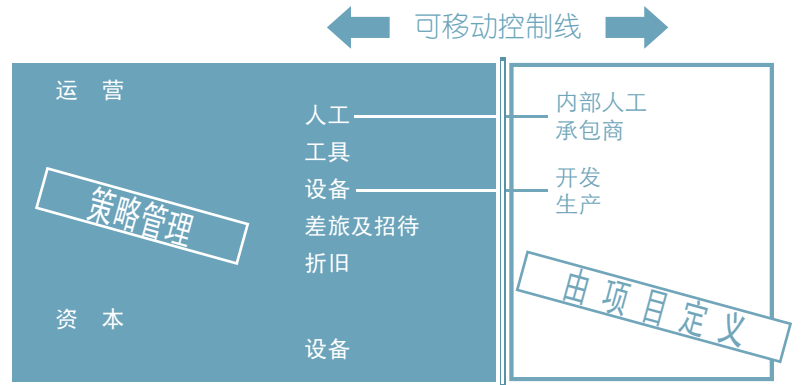 可移动控制线
运 营
人工
工具
设备
差旅及招待
折旧
策略管理
资 本
设备
内部人工
承包商
开发
生产
由项目定义